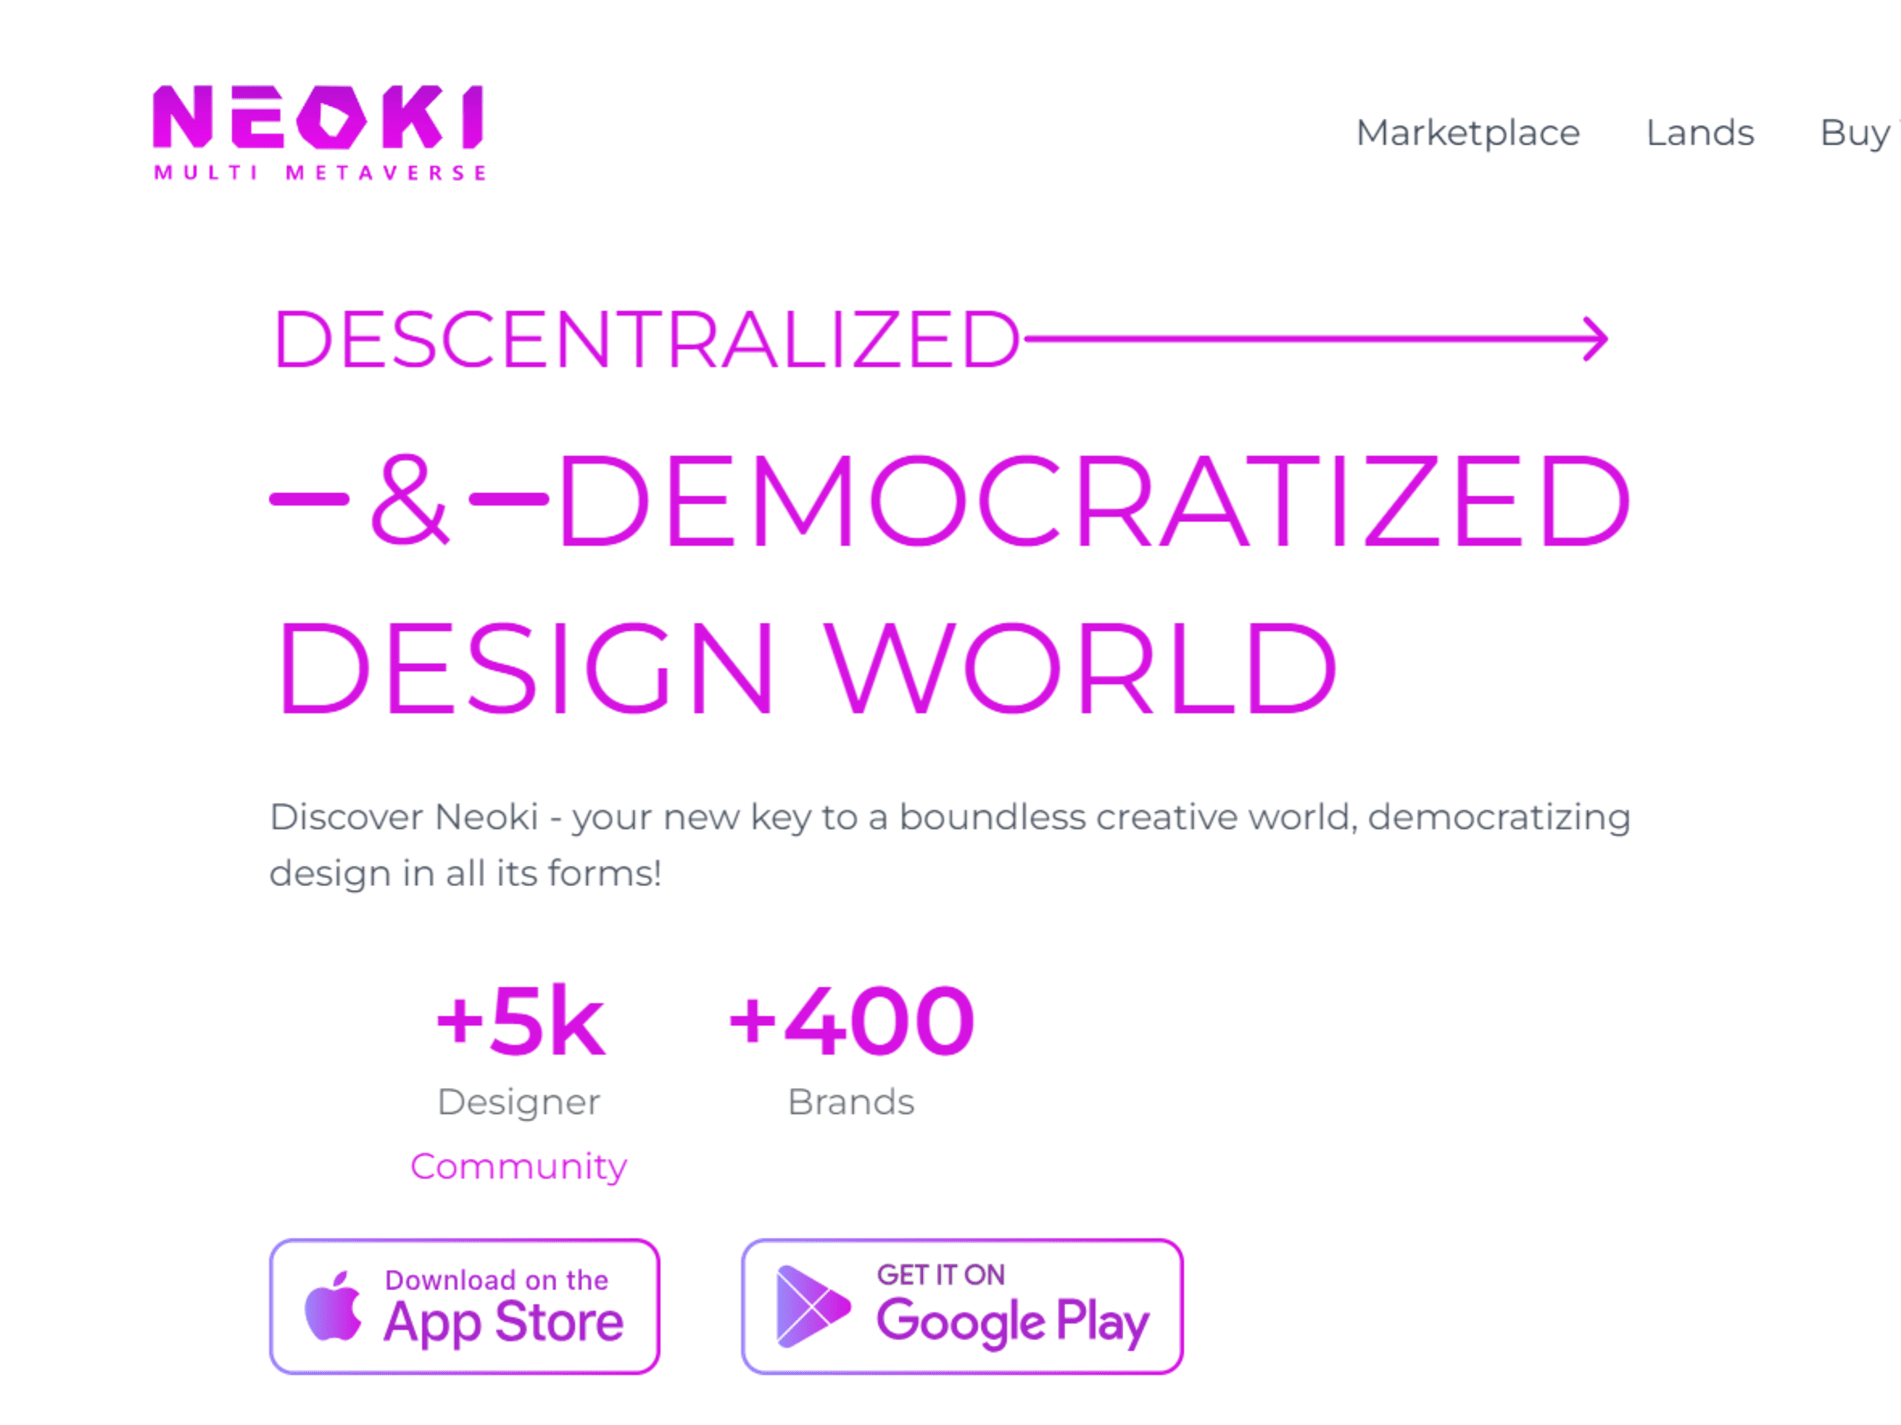 NEOKI
MULTI METAVERSE
Marketplace Lands Buy
DESCENTRALIZED
& DEMOCRATIZED
DESIGN WORLD
Discover Neoki - your new key to a boundless creative world, democratizing
design in all its forms!
+5k
Designer
Community
+400
Brands
Download on the
App Store
GET IT ON
Google Play